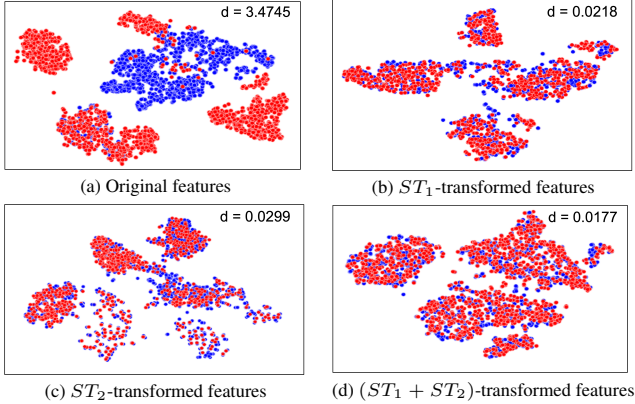 d = 3.4745
d = 0.0218
(a) Original features
(b) ST₁-transformed features
d = 0.0299
d = 0.0177
(c) ST₂-transformed features
(d) (ST₁ + ST₂)-transformed features